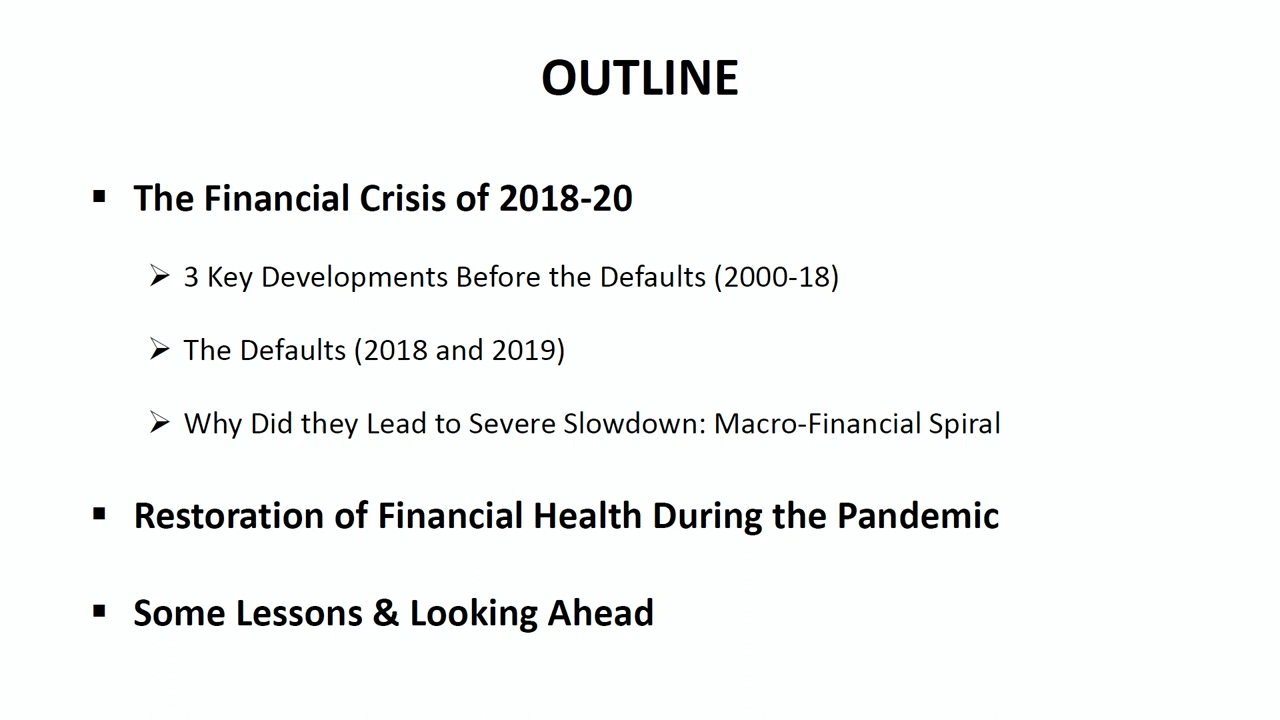 OUTLINE
▪ The Financial Crisis of 2018-20
➢ 3 Key Developments Before the Defaults (2000-18)
➢ The Defaults (2018 and 2019)
➢ Why Did they Lead to Severe Slowdown: Macro-Financial Spiral
▪ Restoration of Financial Health During the Pandemic
▪ Some Lessons & Looking Ahead